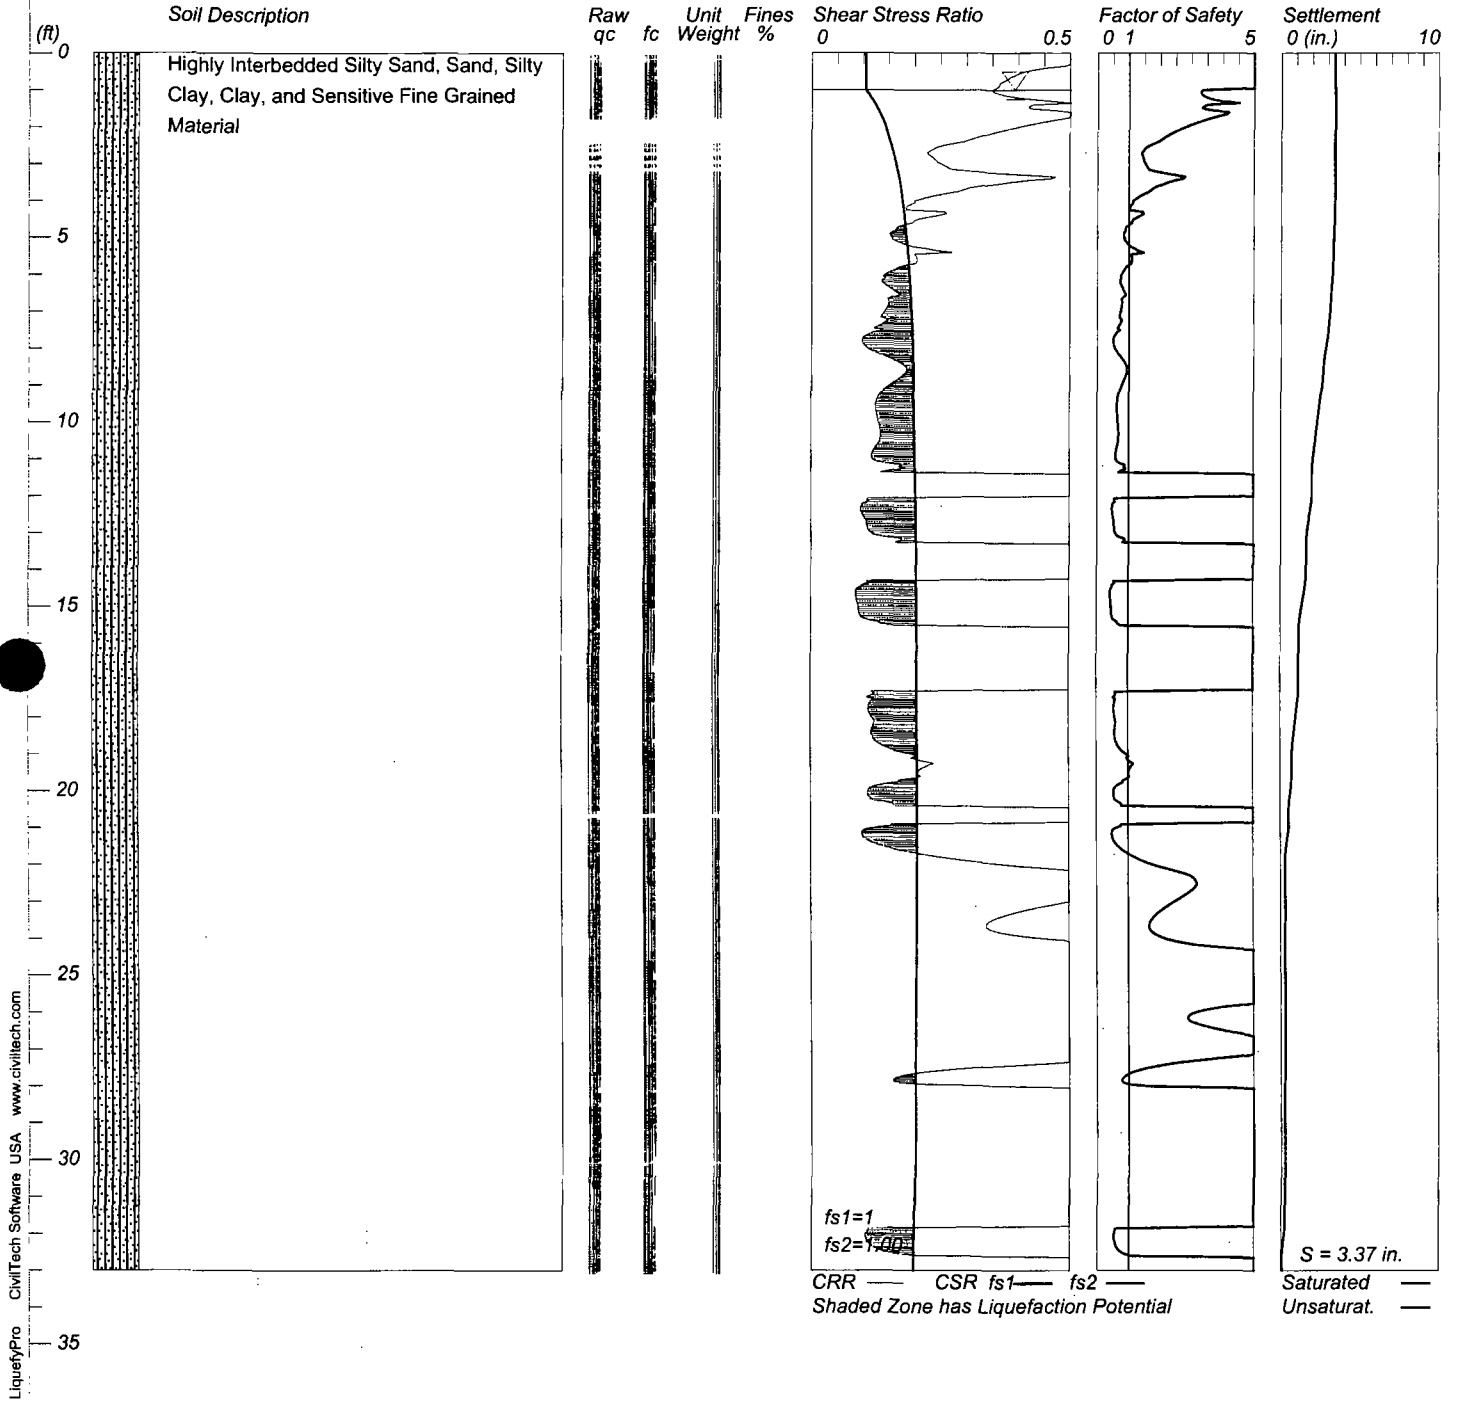 Soil Description
Raw Unit Fines
qc fc Weight %
Shear Stress Ratio
0 0.5
Factor of Safety
0 1 5
Settlement
0 (in.) 10
(ft)
0
Highly Interbedded Silty Sand, Sand, Silty
Clay, Clay, and Sensitive Fine Grained
Material
5
10
15
20
25
30
35
fs1=1
fs2=1.00
S = 3.37 in.
CRR CSR fs1 fs2
Shaded Zone has Liquefaction Potential
Saturated
Unsaturat.
LiquefyPro CivilTech Software USA www.civiltech.com